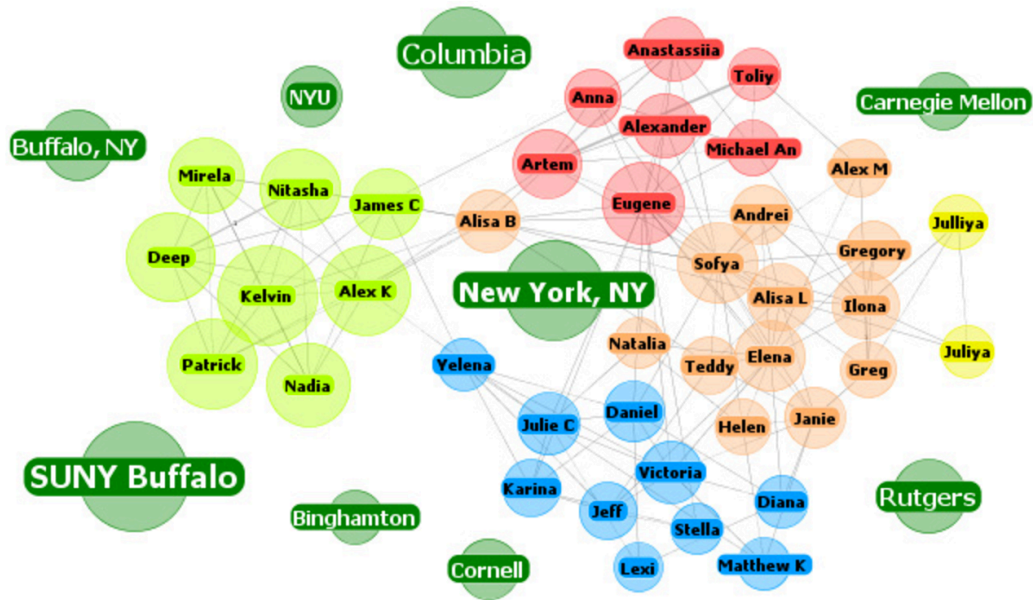 Anastassiia
Columbia
Toliy
NYU
Anna
Carnegie Mellon
Alexander
Buffalo, NY
Michael An
Artem
Mirela
Alex M
Nitasha
James C
Eugene
Andrei
Alisa B
Julliya
Deep
Gregory
Sofya
New York, NY
Kelvin
Alex K
Alisa L
Ilona
Natalia
Juliya
Elena
Patrick
Yelena
Teddy
Greg
Nadia
Daniel
Janie
Julie C
Helen
Victoria
SUNY Buffalo
Karina
Rutgers
Diana
Jeff
Binghamton
Stella
Matthew K
Lexi
Cornell